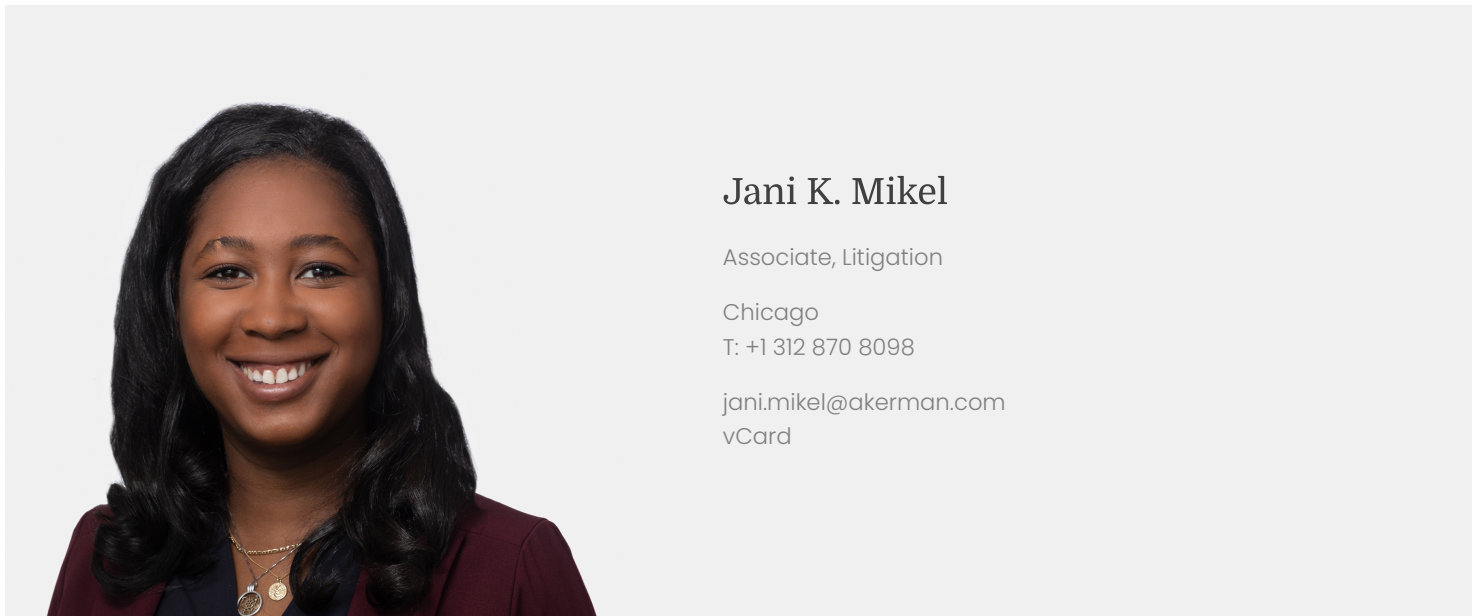 Jani K. Mikel
Associate, Litigation
Chicago
T: +1 312 870 8098
jani.mikel@akerman.com
vCard